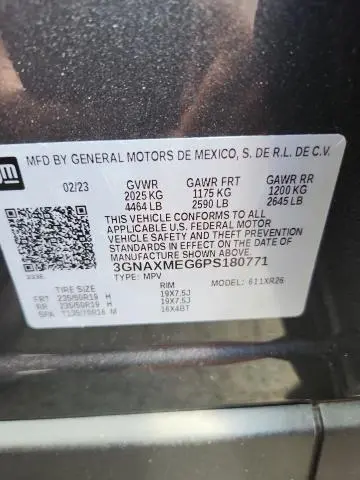 gm
MFD BY GENERAL MOTORS DE MEXICO, S. DE R.L. DE C.V.
02/23 GVWR GAWR FRT GAWR RR
2025 KG 1175 KG 1200 KG
4464 LB 2590 LB 2645 LB
THIS VEHICLE CONFORMS TO ALL
APPLICABLE U.S. FEDERAL MOTOR
VEHICLE SAFETY AND THEFT PREVENTION
STANDARDS IN EFFECT ON THE DATE OF
MANUFACTURE SHOWN ABOVE.
3GNAXMEG6PS180771
TYPE: MPV MODEL: 611XR26
TIRE SIZE RIM
FRT 235/50R19 H 19X7.5J
RR 235/50R19 H 19X7.5J
SPA T135/70R16 M 16X4BT